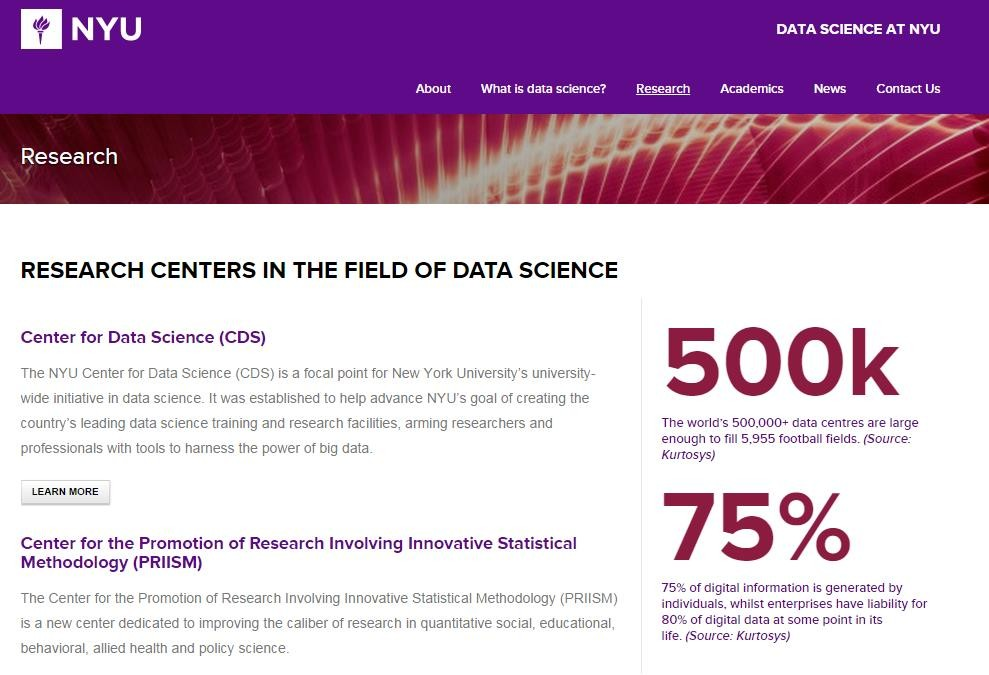 NYU
DATA SCIENCE AT NYU
About
What is data science?
Research
Academics
News
Contact Us
Research
RESEARCH CENTERS IN THE FIELD OF DATA SCIENCE
Center for Data Science (CDS)
The NYU Center for Data Science (CDS) is a focal point for New York University’s university-
wide initiative in data science. It was established to help advance NYU’s goal of creating the
country’s leading data science training and research facilities, arming researchers and
professionals with tools to harness the power of big data.
LEARN MORE
Center for the Promotion of Research Involving Innovative Statistical
Methodology (PRIISM)
The Center for the Promotion of Research Involving Innovative Statistical Methodology (PRIISM)
is a new center dedicated to improving the caliber of research in quantitative social, educational,
behavioral, allied health and policy science.
500k
The world’s 500,000+ data centres are large
enough to fill 5,955 football fields. (Source:
Kurtosys)
75%
75% of digital information is generated by
individuals, whilst enterprises have liability for
80% of digital data at some point in its
life. (Source: Kurtosys)